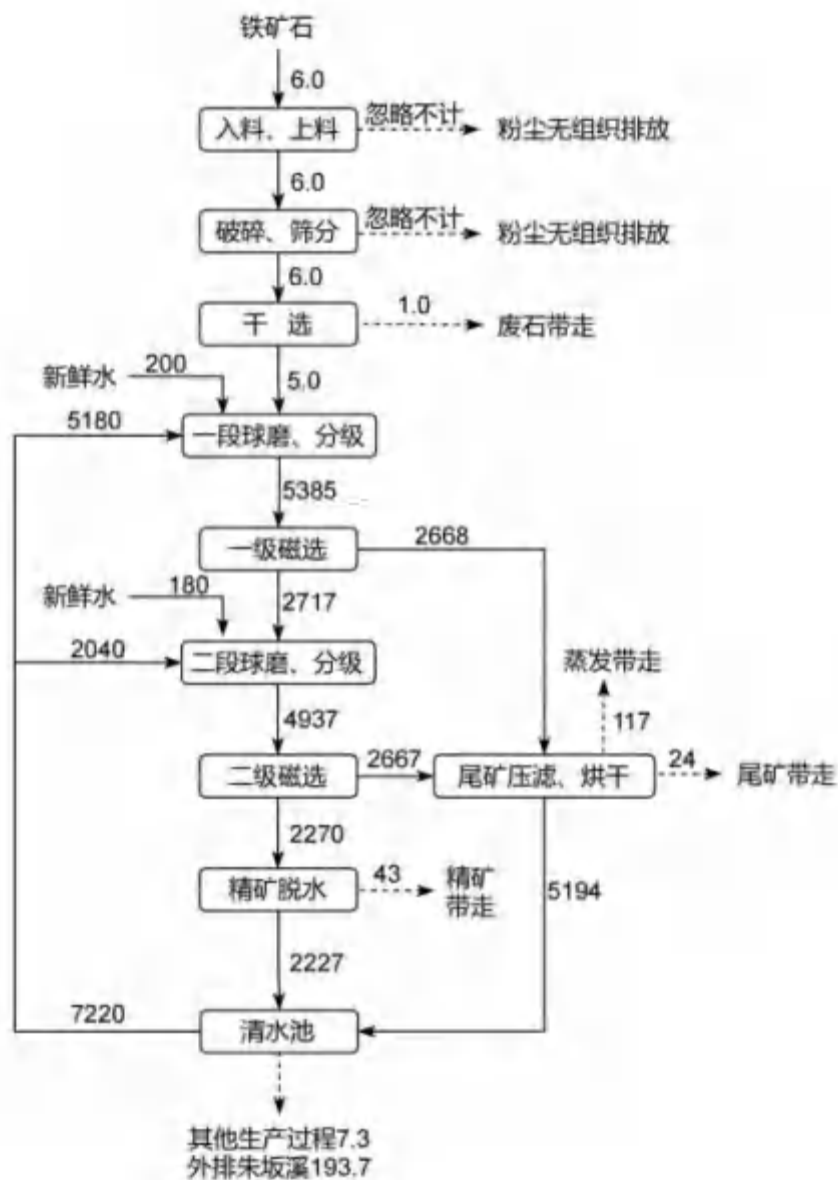 铁矿石
6.0
入料、上料
忽略不计
粉尘无组织排放
6.0
破碎、筛分
忽略不计
粉尘无组织排放
6.0
干 选
1.0
废石带走
新鲜水
200
5.0
5180
一段球磨、分级
5385
一级磁选
2668
新鲜水
180
2717
2040
二段球磨、分级
蒸发带走
117
4937
二级磁选
2667
尾矿压滤、烘干
24
尾矿带走
2270
精矿脱水
43
精矿
带走
5194
2227
7220
清水池
其他生产过程7.3
外排朱坂溪193.7